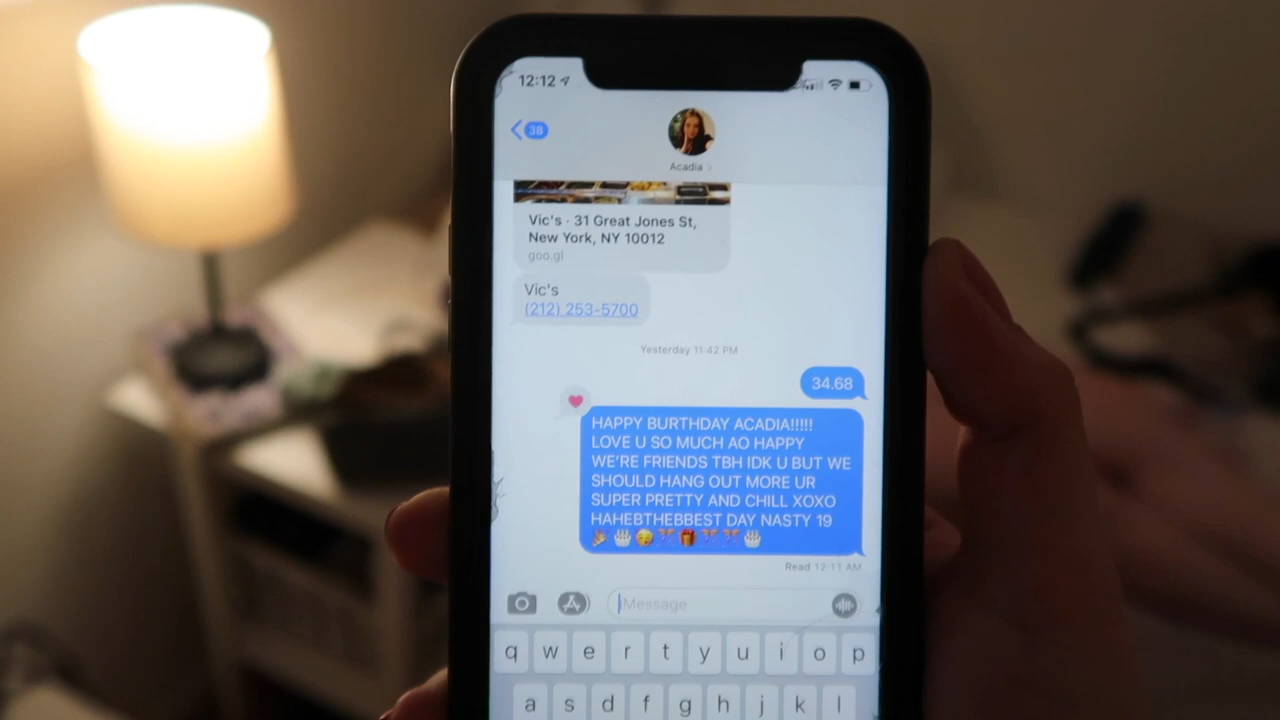 12:12
38
Acadia
Vic's · 31 Great Jones St,
New York, NY 10012
goo.gl
Vic's
(212) 253-5700
Yesterday 11:42 PM
34.68
HAPPY BURTHDAY ACADIA!!!!!
LOVE U SO MUCH AO HAPPY
WE'RE FRIENDS TBH IDK U BUT WE
SHOULD HANG OUT MORE UR
SUPER PRETTY AND CHILL XOXO
HAHEBTHEBBEST DAY NASTY 19
🎉🎂🥳🎀🎁🎀🎀🎂
Read 12:11 AM
Message
q w e r t y u i o p
a s d f g h j k l